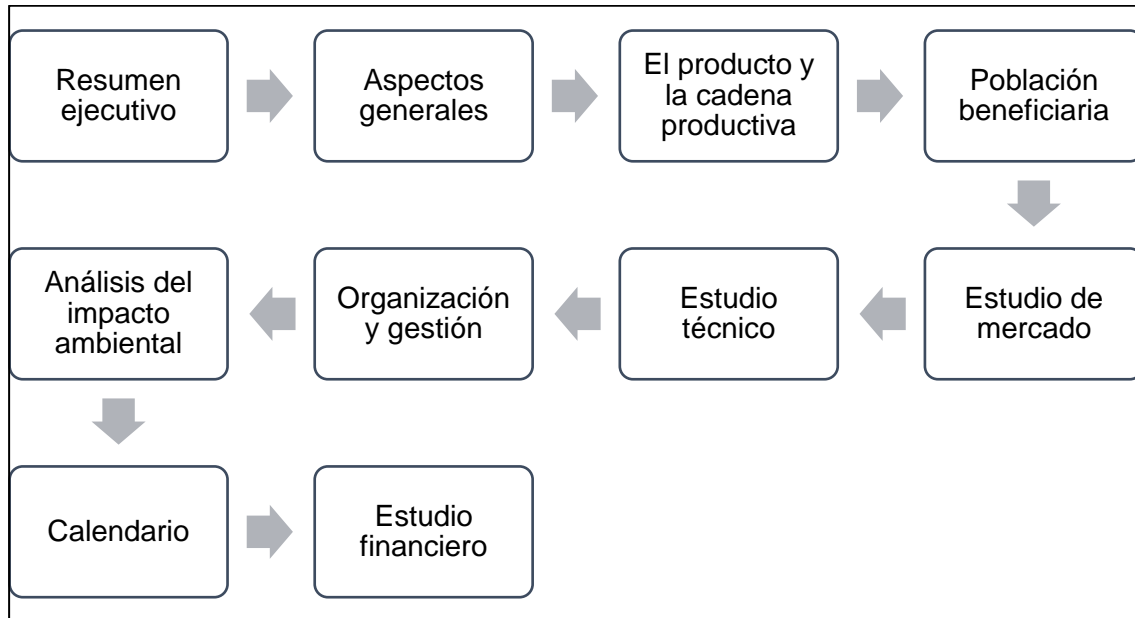 Resumen
ejecutivo
Aspectos
generales
El producto y
la cadena
productiva
Población
beneficiaria
Estudio de
mercado
Estudio
técnico
Organización
y gestión
Análisis del
impacto
ambiental
Calendario
Estudio
financiero